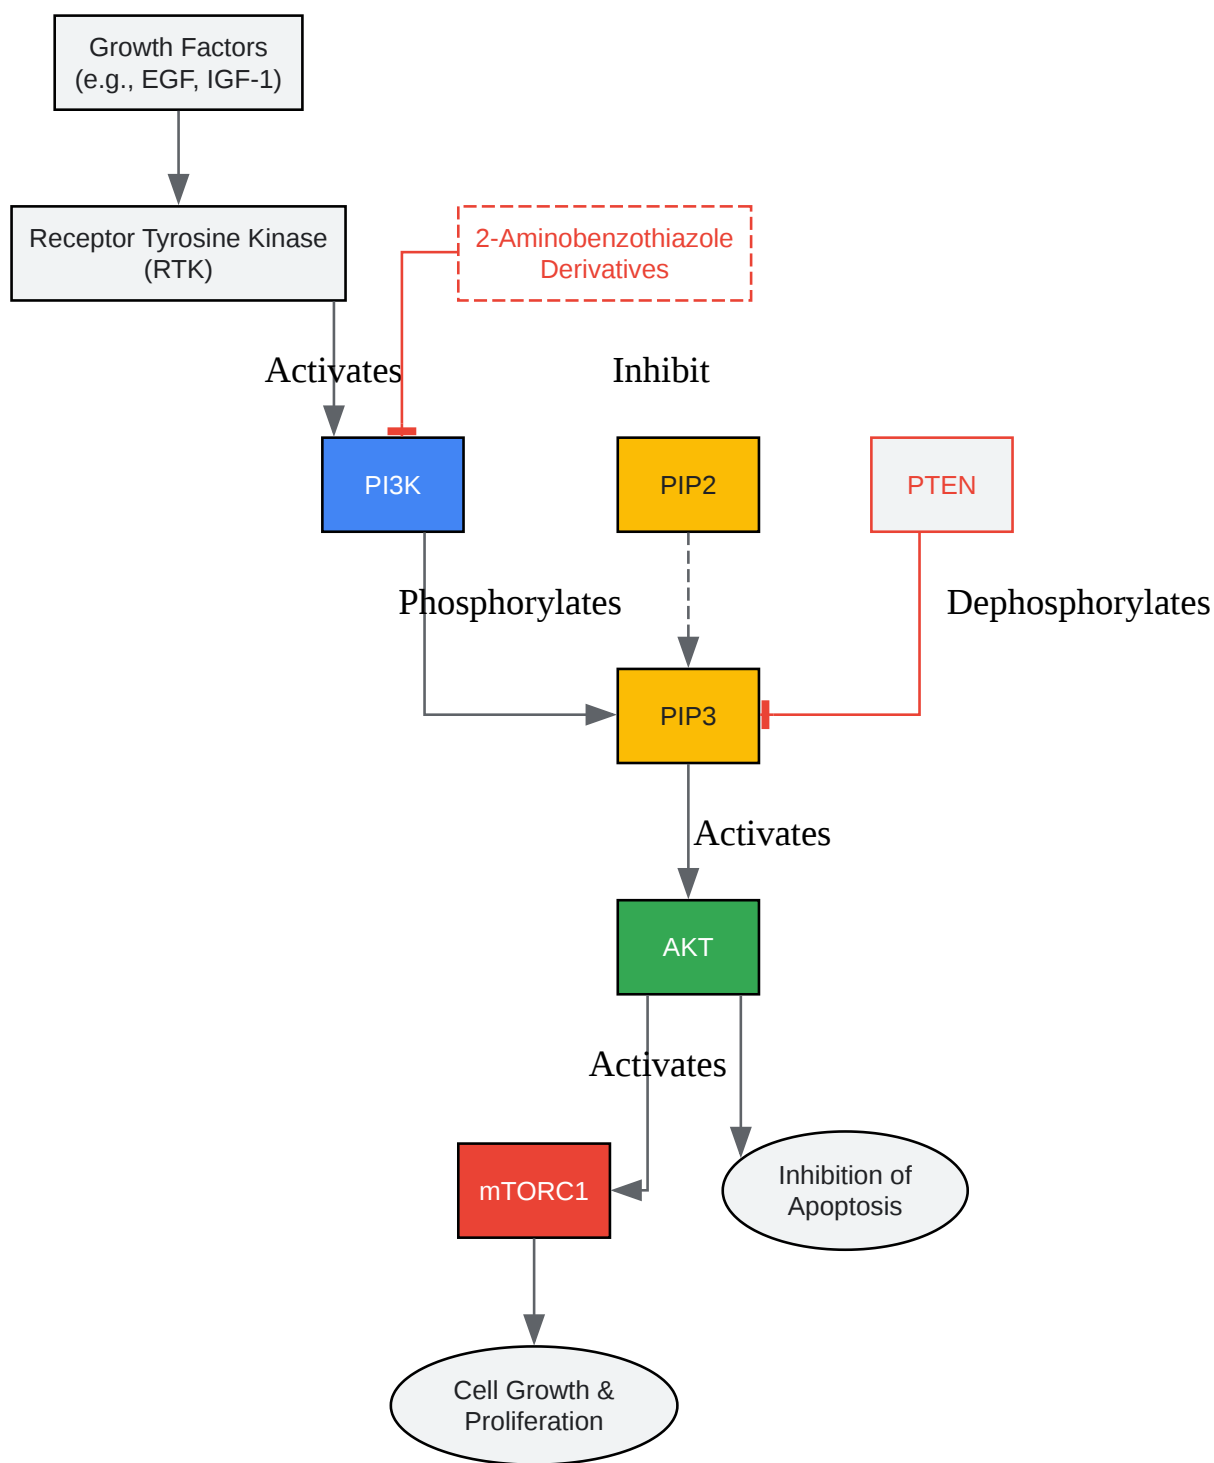 Growth Factors
(e.g., EGF, IGF-1)
Receptor Tyrosine Kinase
(RTK)
2-Aminobenzothiazole
Derivatives
Activates
Inhibit
PI3K
PIP2
PTEN
Phosphorylates
Dephosphorylates
PIP3
Activates
AKT
Activates
mTORC1
Inhibition of
Apoptosis
Cell Growth &
Proliferation